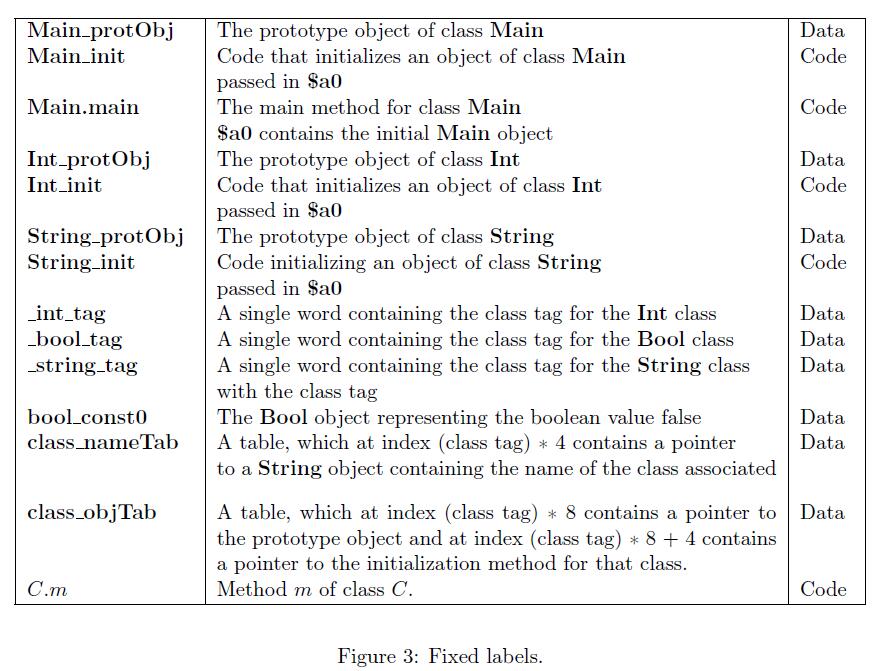 Main_protObj The prototype object of class Main Data
Main_init Code that initializes an object of class Main Code
passed in $a0
Main.main The main method for class Main Code
$a0 contains the initial Main object
Int_protObj The prototype object of class Int Data
Int_init Code that initializes an object of class Int Code
passed in $a0
String_protObj The prototype object of class String Data
String_init Code initializing an object of class String Code
passed in $a0
_int_tag A single word containing the class tag for the Int class Data
_bool_tag A single word containing the class tag for the Bool class Data
_string_tag A single word containing the class tag for the String class Data
with the class tag
bool_const0 The Bool object representing the boolean value false Data
class_nameTab A table, which at index (class tag) ∗ 4 contains a pointer Data
to a String object containing the name of the class associated
class_objTab A table, which at index (class tag) ∗ 8 contains a pointer to Data
the prototype object and at index (class tag) ∗ 8 + 4 contains
a pointer to the initialization method for that class.
C.m Method m of class C. Code
Figure 3: Fixed labels.